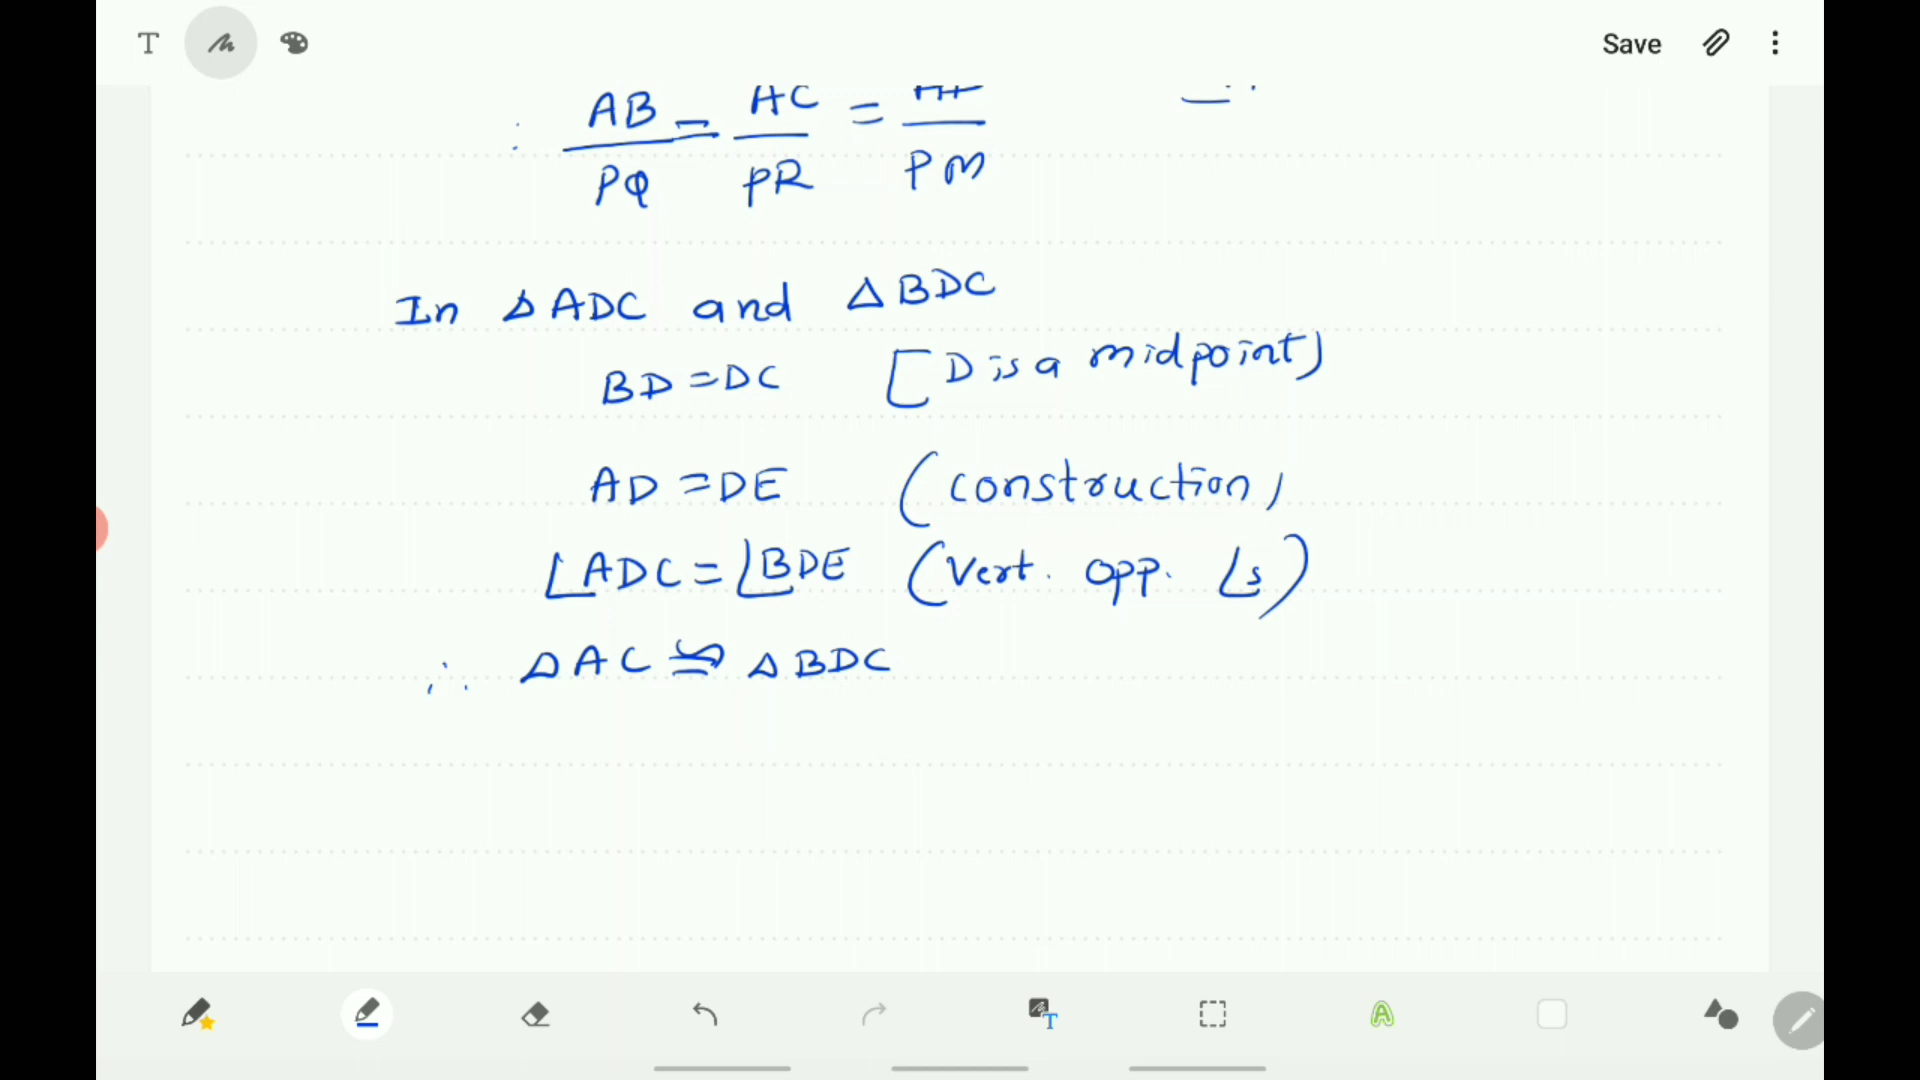 T Save
AB = AC =
PQ PR PM
In ΔADC and ΔBDC
BD = DC [D is a midpoint)
AD = DE (construction)
∠ADC = ∠BDE (Vert. opp. ∠s)
∴ ΔAC ≅ ΔBDC
T A